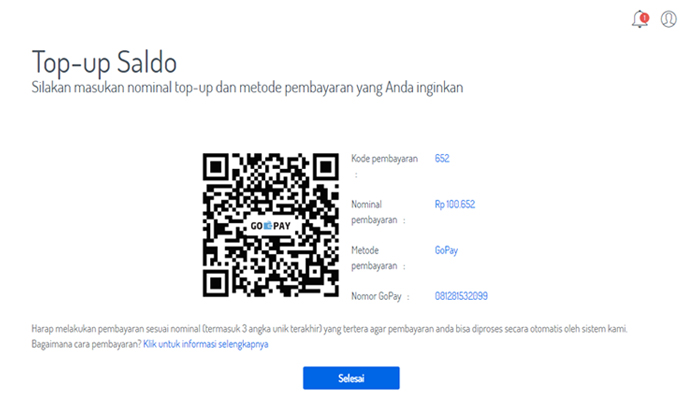 1
Top-up Saldo
Silakan masukan nominal top-up dan metode pembayaran yang Anda inginkan
Kode pembayaran : 652
Nominal pembayaran : Rp 100.652
GO PAY
Metode pembayaran : GoPay
Nomor GoPay : 081281532099
Harap melakukan pembayaran sesuai nominal (termasuk 3 angka unik terakhir) yang tertera agar pembayaran anda bisa diproses secara otomatis oleh sistem kami.
Bagaimana cara pembayaran? Klik untuk informasi selengkapnya
Selesai